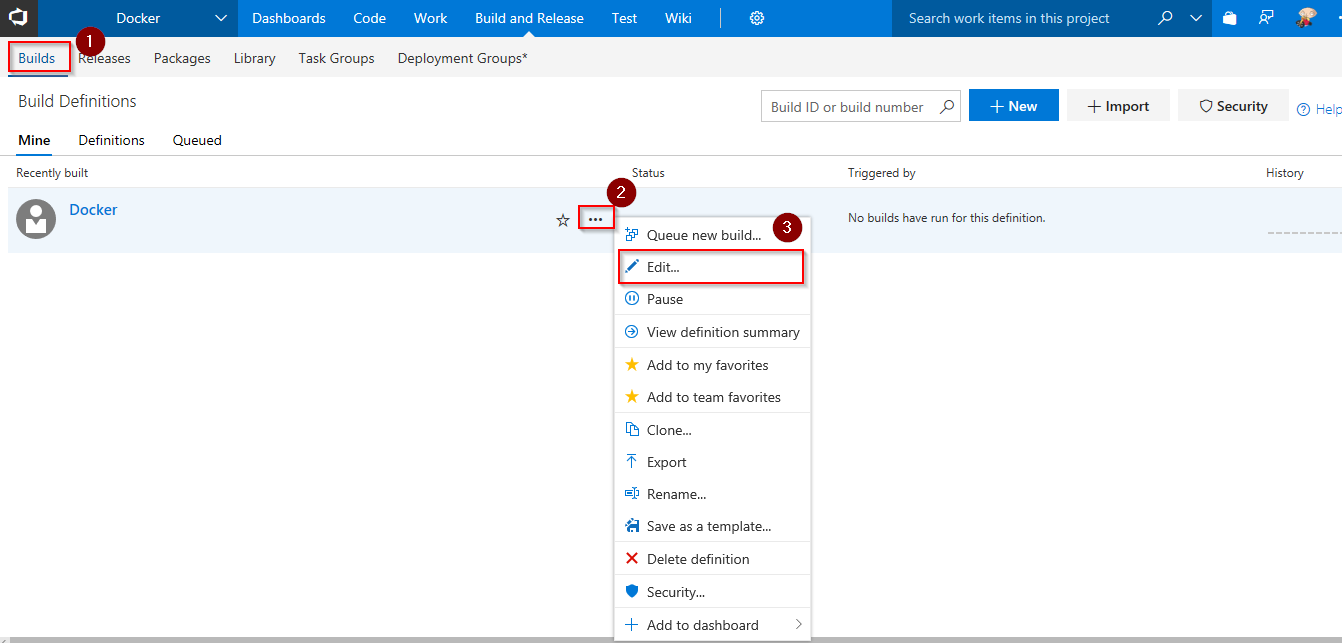 Docker Dashboards Code Work Build and Release Test Wiki Search work items in this project
1
Builds Releases Packages Library Task Groups Deployment Groups*
Build Definitions
Build ID or build number + New + Import Security ? Help
Mine Definitions Queued
Recently built Status Triggered by History
2
Docker ... No builds have run for this definition.
3
Queue new build...
Edit...
Pause
View definition summary
Add to my favorites
Add to team favorites
Clone...
Export
Rename...
Save as a template...
Delete definition
Security...
Add to dashboard